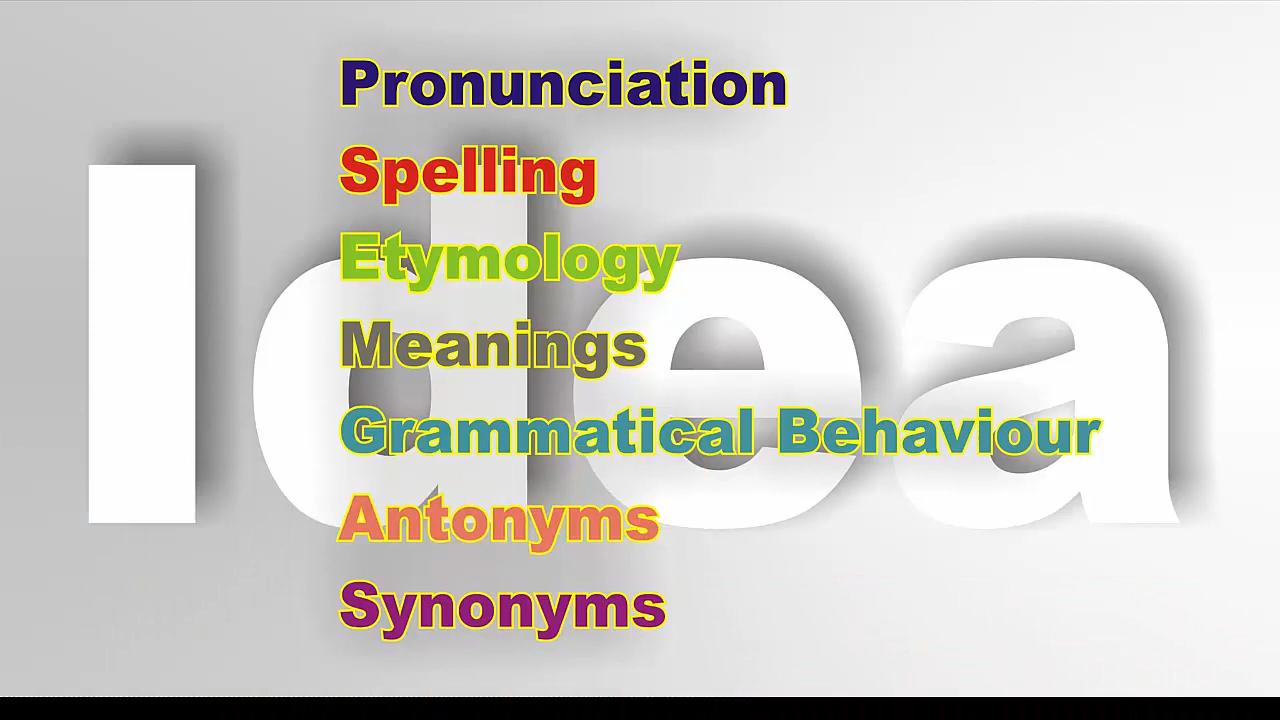 Pronunciation
Spelling
Etymology
Idea
Meanings
Grammatical Behaviour
Antonyms
Synonyms